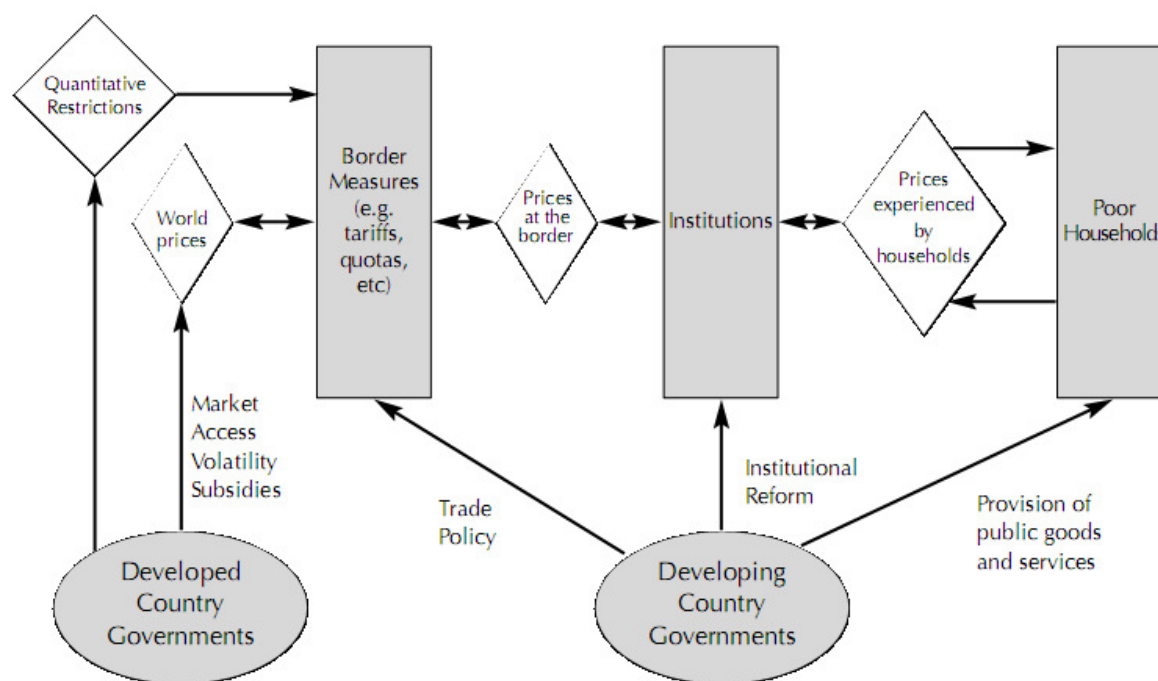 Quantitative
Restrictions
World
prices
Border
Measures
(e.g.
tariffs,
quotas,
etc)
Prices
at the
border
Institutions
Prices
experienced
by
households
Poor
Household
Market
Access
Volatility
Subsidies
Trade
Policy
Institutional
Reform
Provision of
public goods
and services
Developed
Country
Governments
Developing
Country
Governments